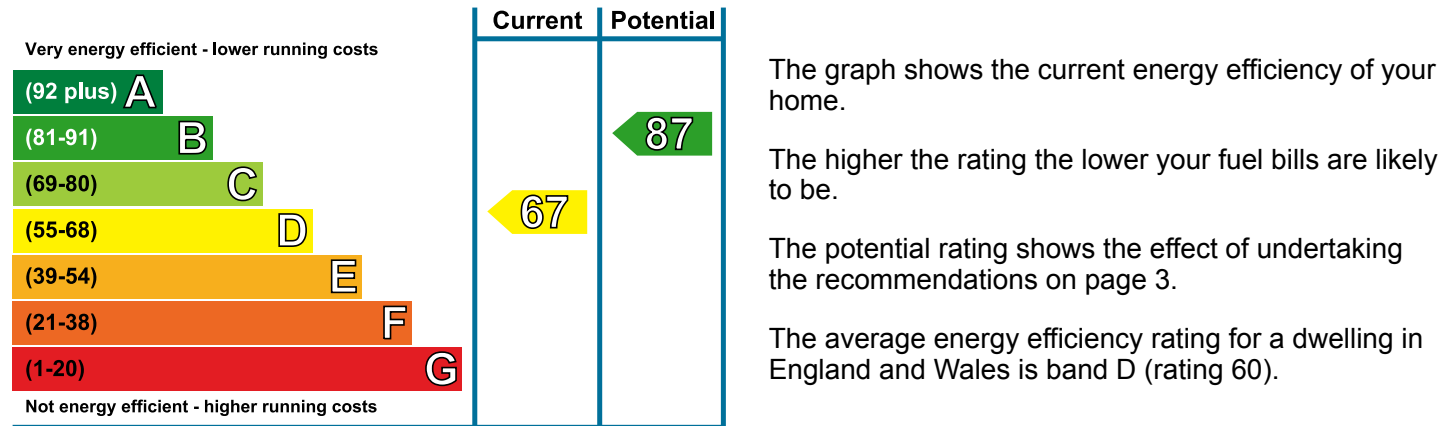 Current Potential
Very energy efficient - lower running costs
(92 plus) A
(81-91) B
87
(69-80) C
67
(55-68) D
(39-54) E
(21-38) F
(1-20) G
Not energy efficient - higher running costs
The graph shows the current energy efficiency of your
home.
The higher the rating the lower your fuel bills are likely
to be.
The potential rating shows the effect of undertaking
the recommendations on page 3.
The average energy efficiency rating for a dwelling in
England and Wales is band D (rating 60).